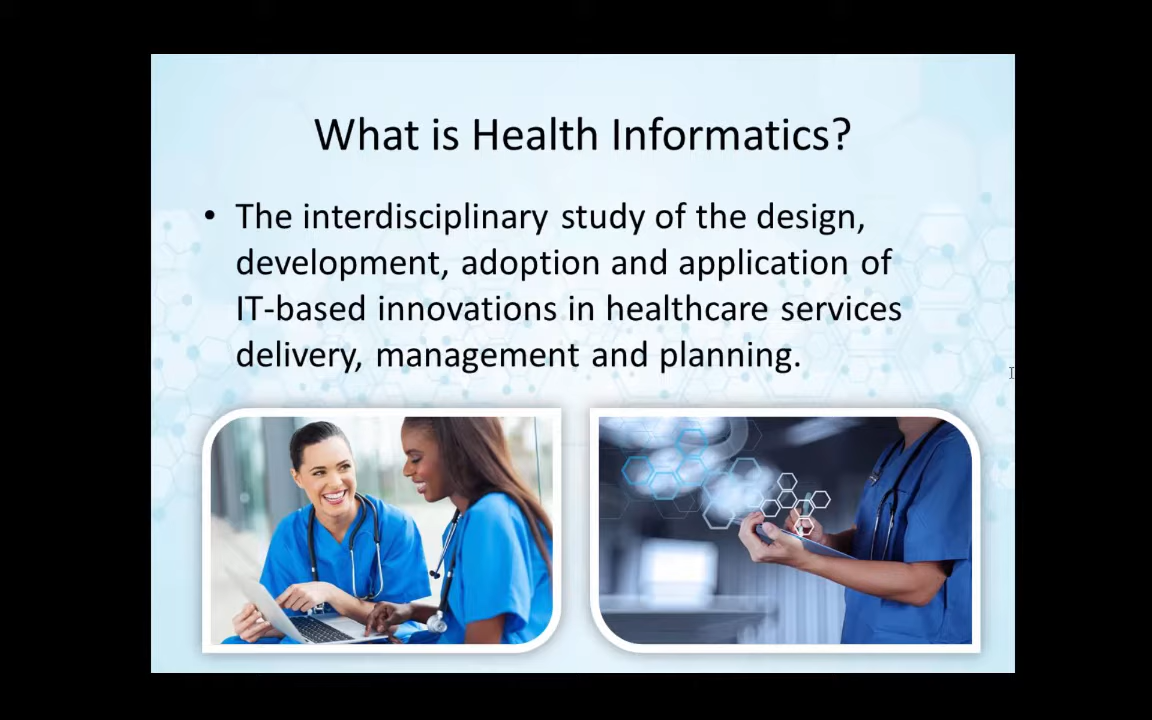 What is Health Informatics?
• The interdisciplinary study of the design,
development, adoption and application of
IT-based innovations in healthcare services
delivery, management and planning.